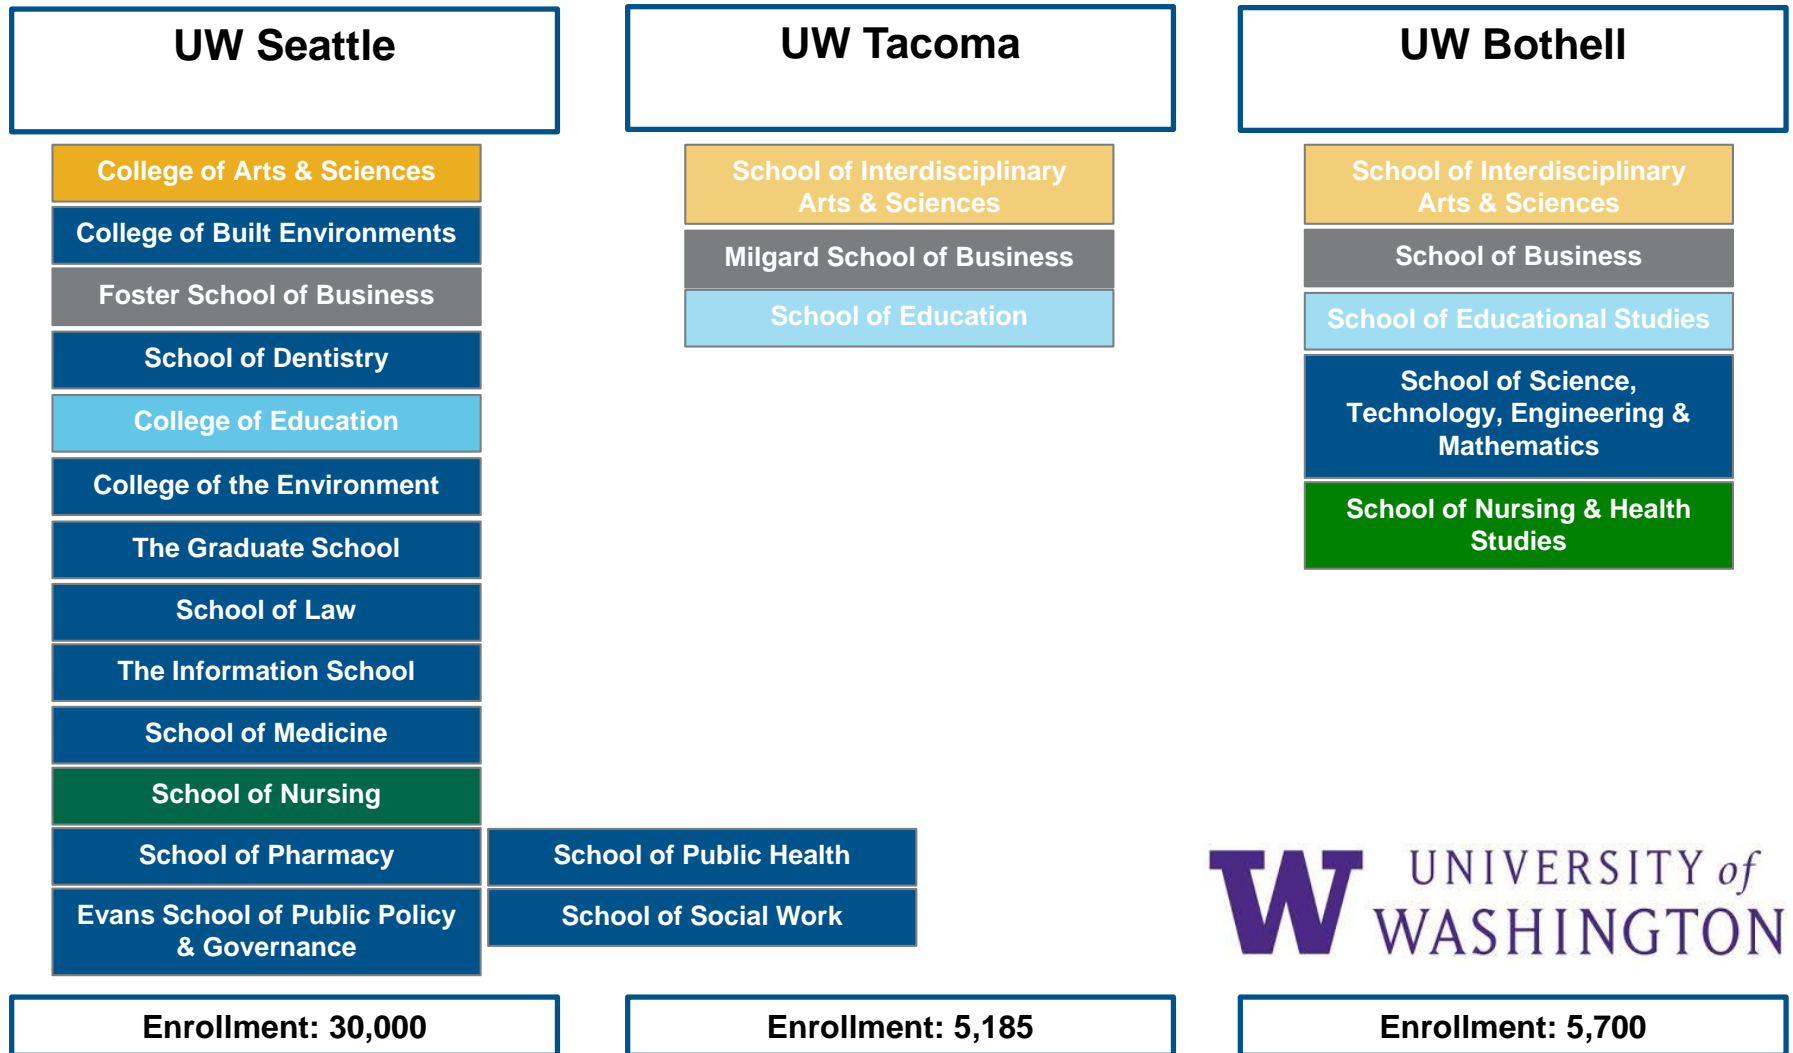 UW Seattle
UW Tacoma
UW Bothell
College of Arts & Sciences
College of Built Environments
Foster School of Business
School of Dentistry
College of Education
College of the Environment
The Graduate School
School of Law
The Information School
School of Medicine
School of Nursing
School of Pharmacy
Evans School of Public Policy
& Governance
School of Public Health
School of Social Work
School of Interdisciplinary
Arts & Sciences
Milgard School of Business
School of Education
School of Interdisciplinary
Arts & Sciences
School of Business
School of Educational Studies
School of Science,
Technology, Engineering &
Mathematics
School of Nursing & Health
Studies
W UNIVERSITY of
WASHINGTON
Enrollment: 30,000
Enrollment: 5,185
Enrollment: 5,700